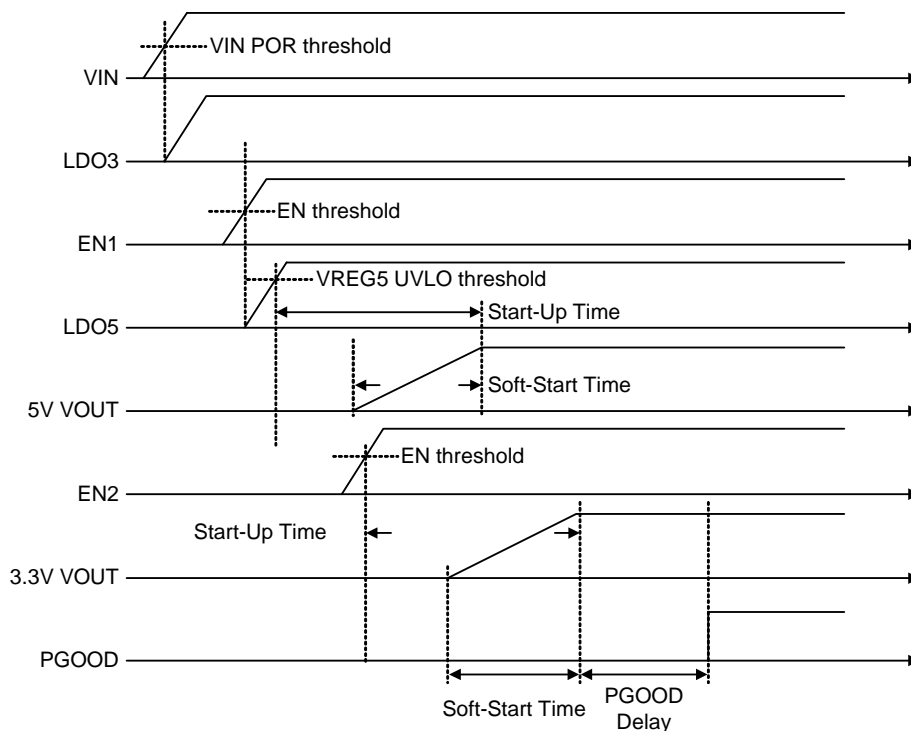 VIN POR threshold
VIN
LDO3
EN threshold
EN1
VREG5 UVLO threshold
Start-Up Time
LDO5
Soft-Start Time
5V VOUT
EN threshold
EN2
Start-Up Time
3.3V VOUT
PGOOD
Soft-Start Time
PGOOD
Delay